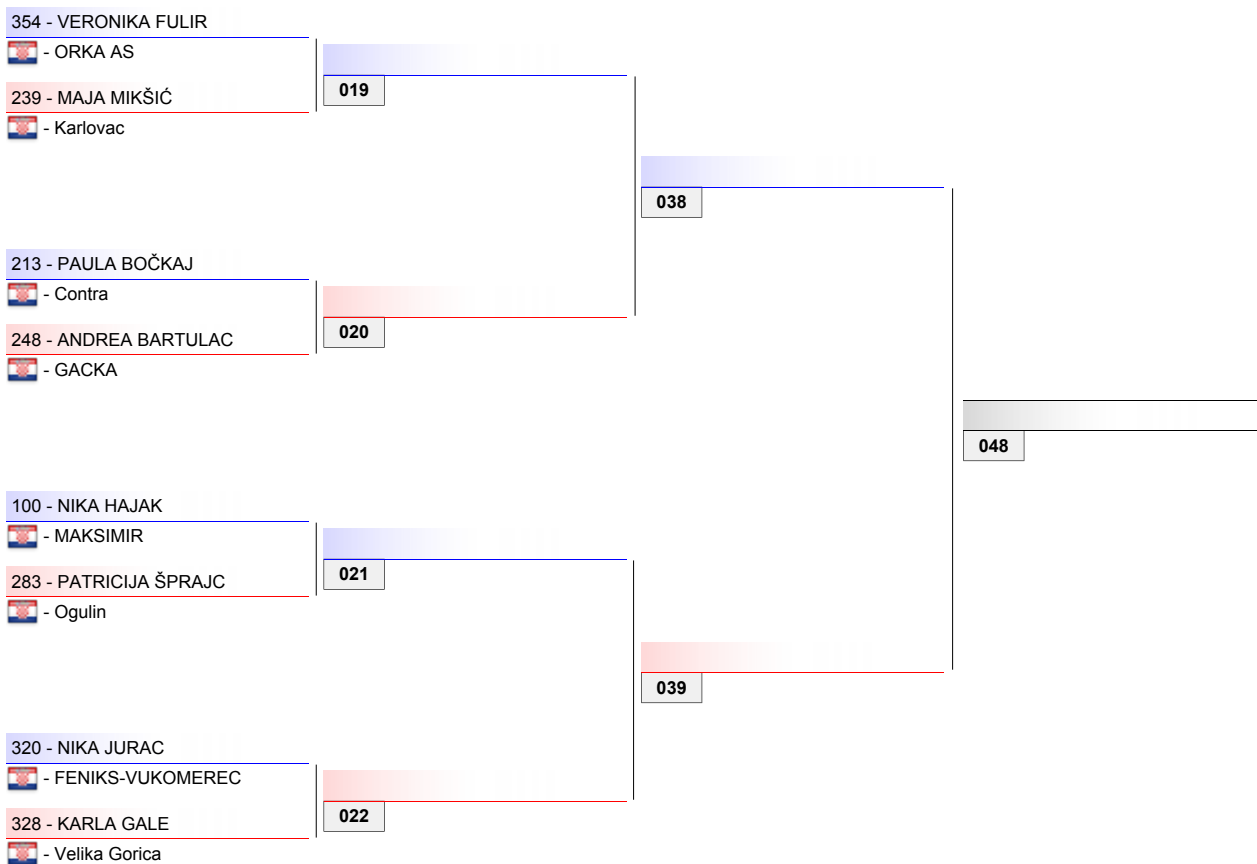 354 - VERONIKA FULIR
- ORKA AS
239 - MAJA MIKŠIĆ
- Karlovac
019
038
213 - PAULA BOČKAJ
- Contra
248 - ANDREA BARTULAC
- GACKA
020
048
100 - NIKA HAJAK
- MAKSIMIR
283 - PATRICIJA ŠPRAJC
- Ogulin
021
039
320 - NIKA JURAC
- FENIKS-VUKOMEREC
328 - KARLA GALE
- Velika Gorica
022